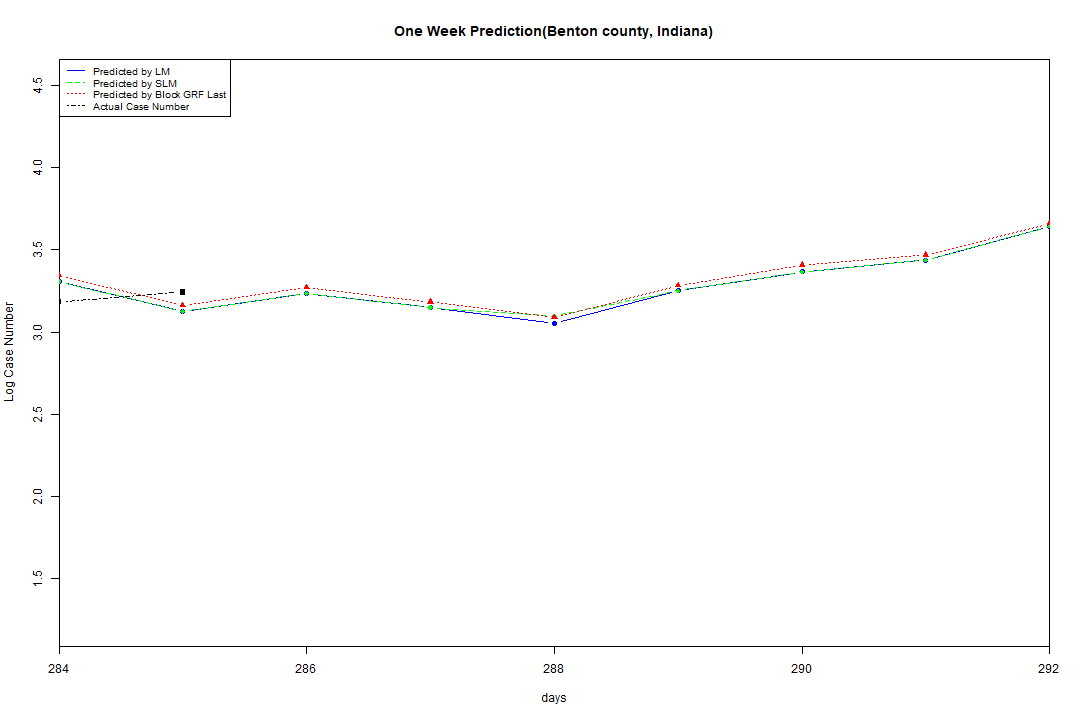 One Week Prediction(Benton county, Indiana)
Predicted by LM
Predicted by SLM
Predicted by Block GRF Last
Actual Case Number
4.5
4.0
3.5
3.0
2.5
2.0
1.5
Log Case Number
284 286 288 290 292
days